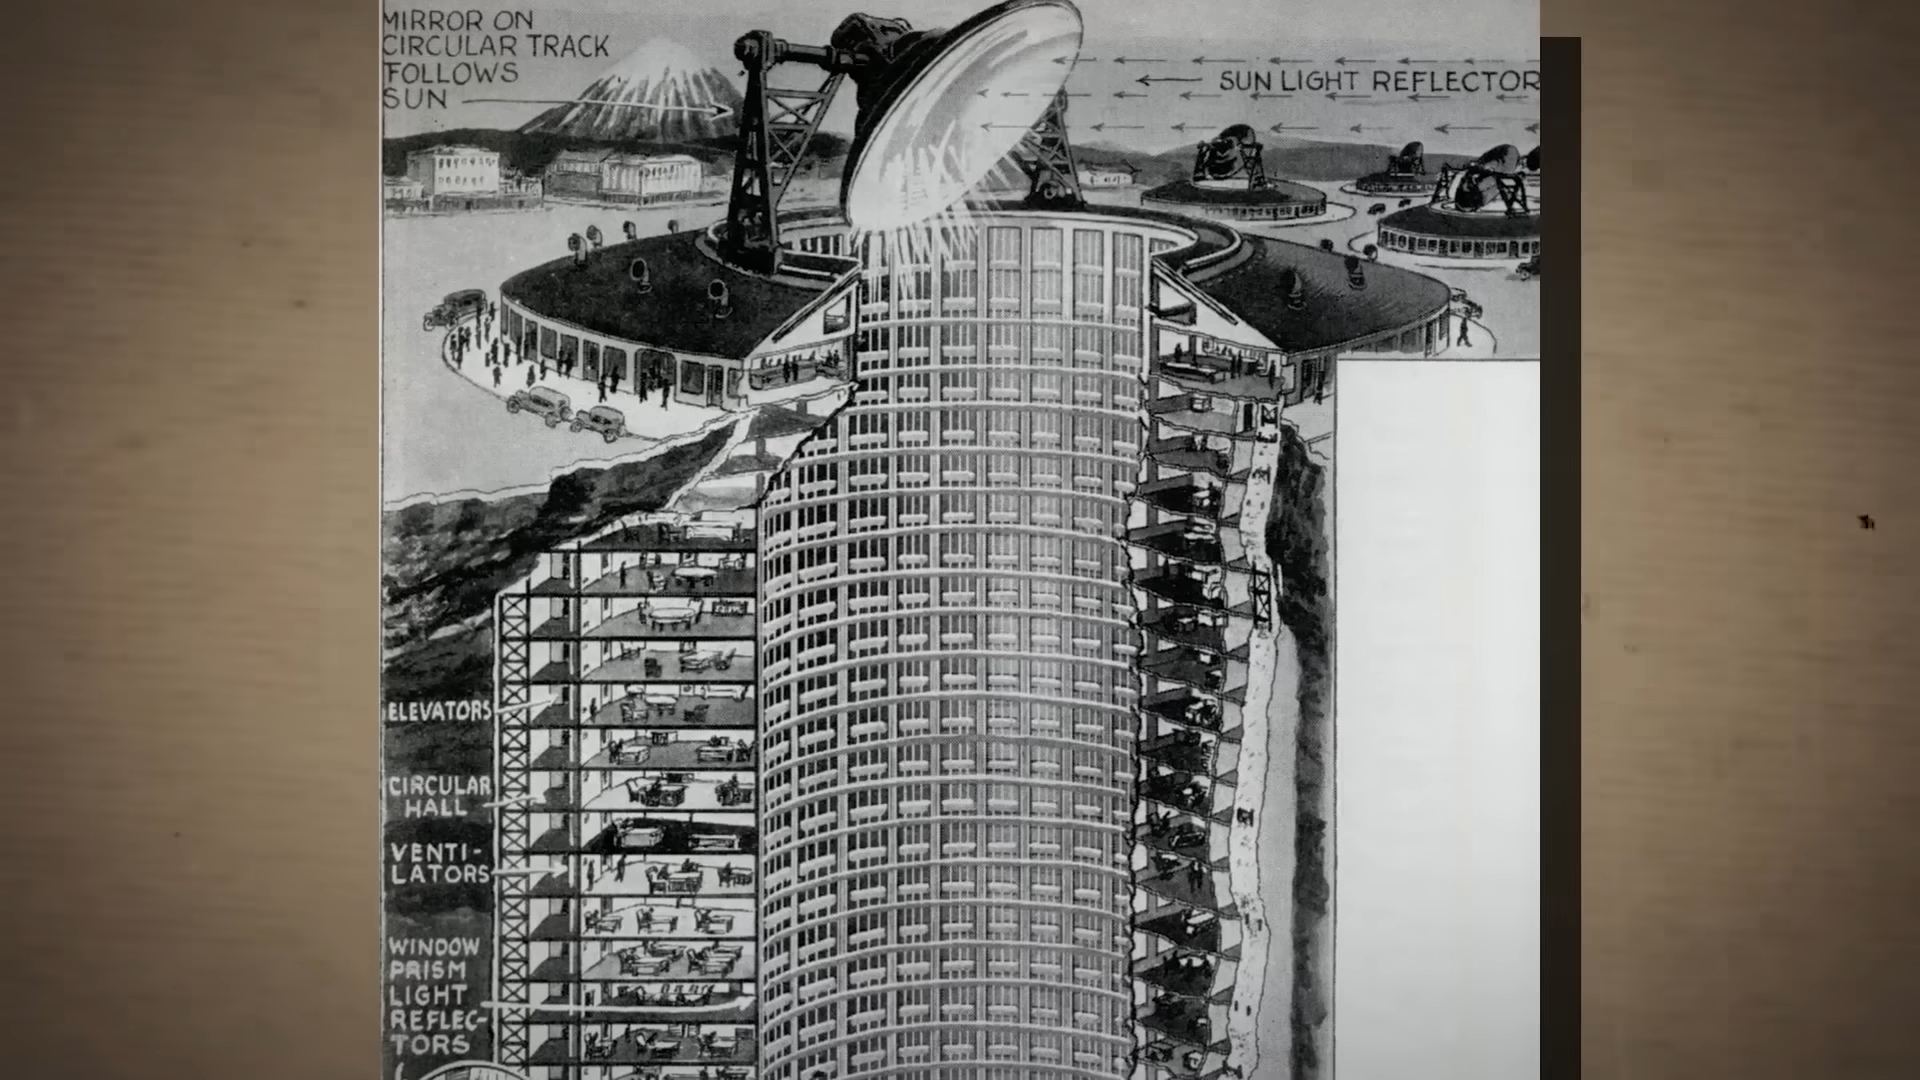 MIRROR ON
CIRCULAR TRACK
FOLLOWS
SUN
SUN LIGHT REFLECTOR
ELEVATORS
CIRCULAR
HALL
VENTI-
LATORS
WINDOW
PRISM
LIGHT
REFLEC-
TORS